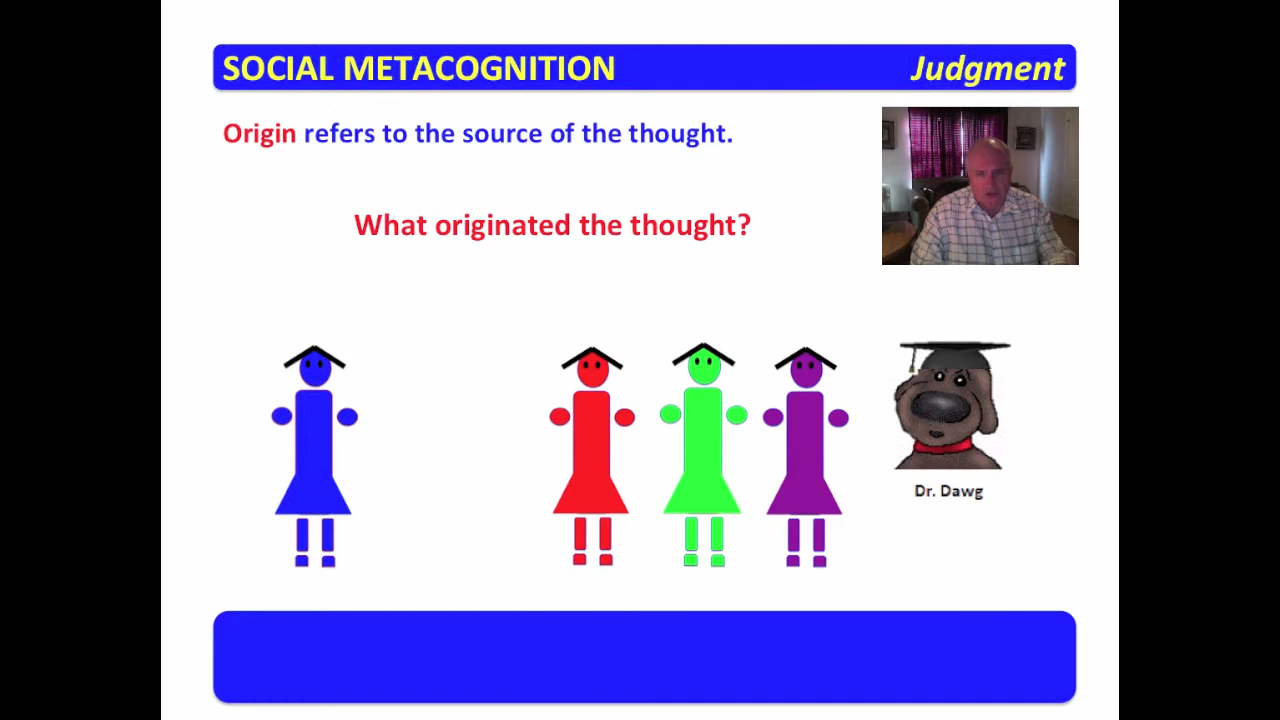 SOCIAL METACOGNITION
Judgment
Origin refers to the source of the thought.
What originated the thought?
Dr. Dawg